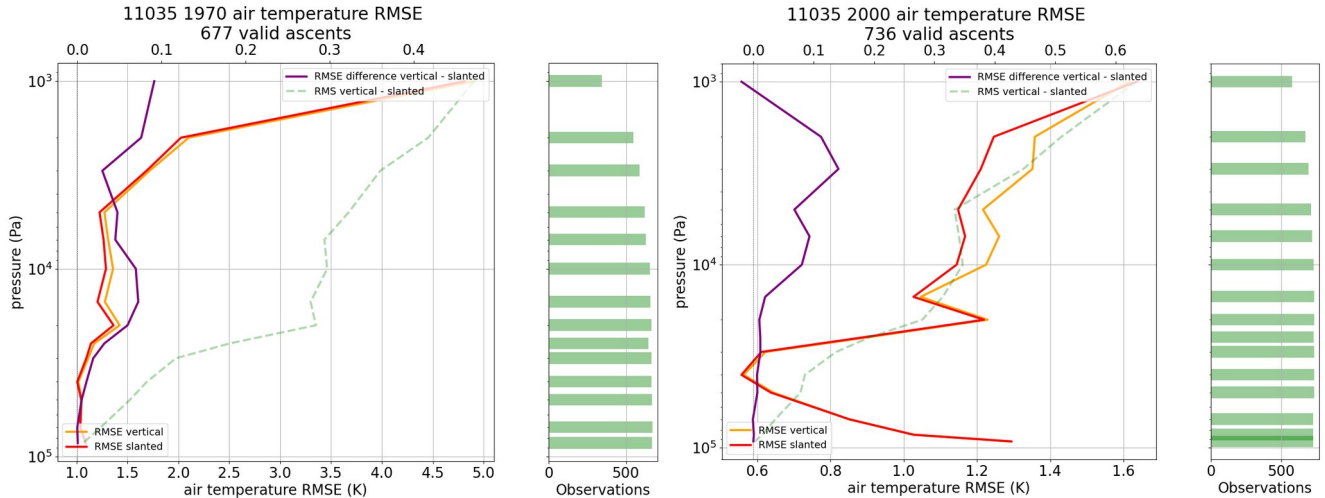 11035 1970 air temperature RMSE
677 valid ascents
0.0 0.1 0.2 0.3 0.4
RMSE difference vertical - slanted
RMS vertical - slanted
10³
10⁴
10⁵
pressure (Pa)
RMSE vertical
RMSE slanted
1.0 1.5 2.0 2.5 3.0 3.5 4.0 4.5 5.0
air temperature RMSE (K)
0 500
Observations
11035 2000 air temperature RMSE
736 valid ascents
0.0 0.1 0.2 0.3 0.4 0.5 0.6
RMSE difference vertical - slanted
RMS vertical - slanted
10³
10⁴
10⁵
pressure (Pa)
RMSE vertical
RMSE slanted
0.6 0.8 1.0 1.2 1.4 1.6
air temperature RMSE (K)
0 500
Observations